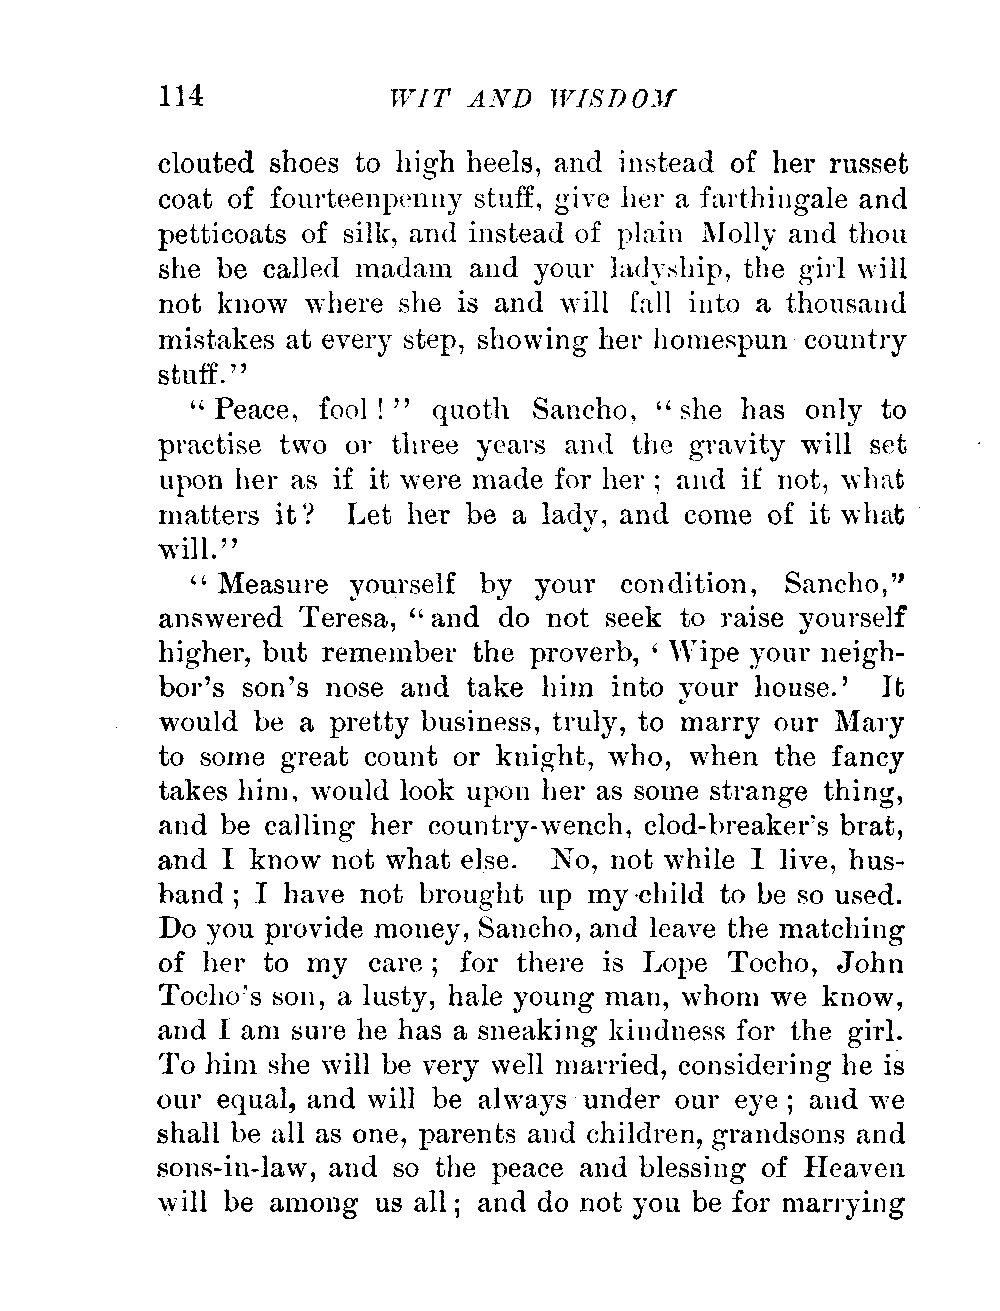 114 WIT AND WISDOM
clouted shoes to high heels, and instead of her russet
coat of fourteenpenny stuff, give her a farthingale and
petticoats of silk, and instead of plain Molly and thou
she be called madam and your ladyship, the girl will
not know where she is and will fall into a thousand
mistakes at every step, showing her homespun country
stuff."
"Peace, fool!" quoth Sancho, "she has only to
practise two or three years and the gravity will set
upon her as if it were made for her; and if not, what
matters it? Let her be a lady, and come of it what
will."
"Measure yourself by your condition, Sancho,"
answered Teresa, "and do not seek to raise yourself
higher, but remember the proverb, 'Wipe your neigh-
bor's son's nose and take him into your house.' It
would be a pretty business, truly, to marry our Mary
to some great count or knight, who, when the fancy
takes him, would look upon her as some strange thing,
and be calling her country-wench, clod-breaker's brat,
and I know not what else. No, not while I live, hus-
band; I have not brought up my child to be so used.
Do you provide money, Sancho, and leave the matching
of her to my care; for there is Lope Tocho, John
Tocho's son, a lusty, hale young man, whom we know,
and I am sure he has a sneaking kindness for the girl.
To him she will be very well married, considering he is
our equal, and will be always under our eye; and we
shall be all as one, parents and children, grandsons and
sons-in-law, and so the peace and blessing of Heaven
will be among us all; and do not you be for marrying